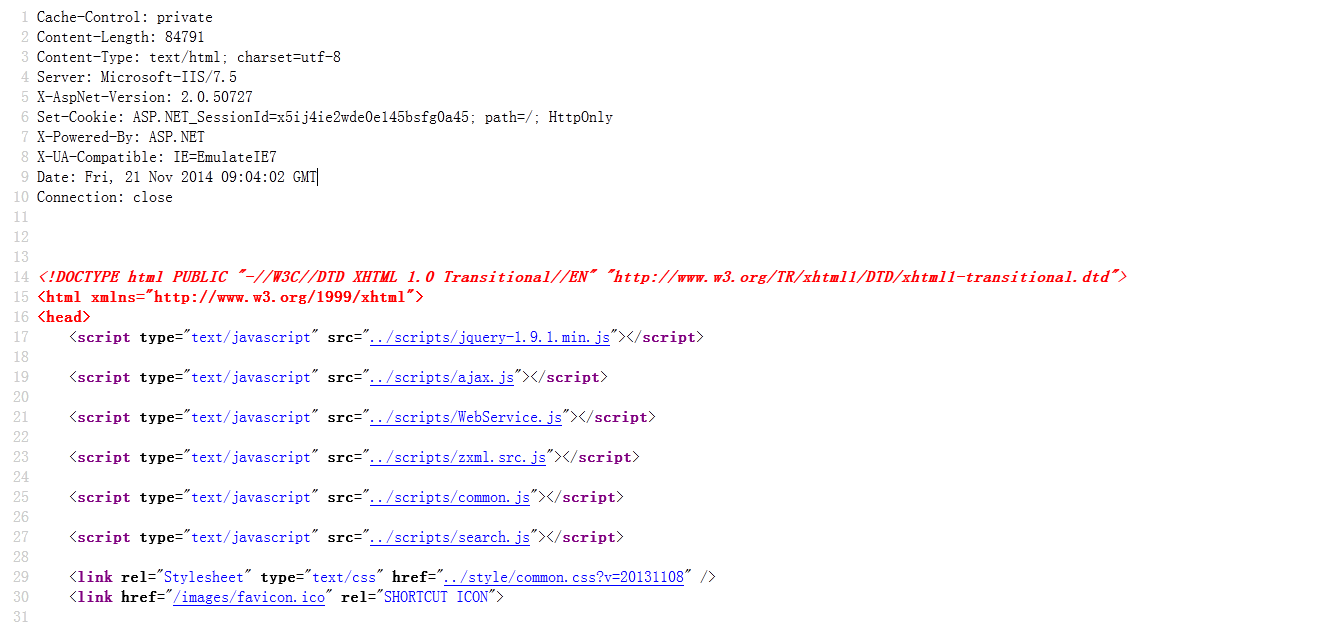 1 Cache-Control: private
2 Content-Length: 84791
3 Content-Type: text/html; charset=utf-8
4 Server: Microsoft-IIS/7.5
5 X-AspNet-Version: 2.0.50727
6 Set-Cookie: ASP.NET_SessionId=x5ij4ie2wde0e145bsfg0a45; path=/; HttpOnly
7 X-Powered-By: ASP.NET
8 X-UA-Compatible: IE=EmulateIE7
9 Date: Fri, 21 Nov 2014 09:04:02 GMT
10 Connection: close
11
12
13
14 <!DOCTYPE html PUBLIC "-//W3C//DTD XHTML 1.0 Transitional//EN" "http://www.w3.org/TR/xhtml1/DTD/xhtml1-transitional.dtd">
15 <html xmlns="http://www.w3.org/1999/xhtml">
16 <head>
17     <script type="text/javascript" src="../scripts/jquery-1.9.1.min.js"></script>
18
19     <script type="text/javascript" src="../scripts/ajax.js"></script>
20
21     <script type="text/javascript" src="../scripts/WebService.js"></script>
22
23     <script type="text/javascript" src="../scripts/zxml.src.js"></script>
24
25     <script type="text/javascript" src="../scripts/common.js"></script>
26
27     <script type="text/javascript" src="../scripts/search.js"></script>
28
29     <link rel="Stylesheet" type="text/css" href="../style/common.css?v=20131108" />
30     <link href="/images/favicon.ico" rel="SHORTCUT ICON">
31